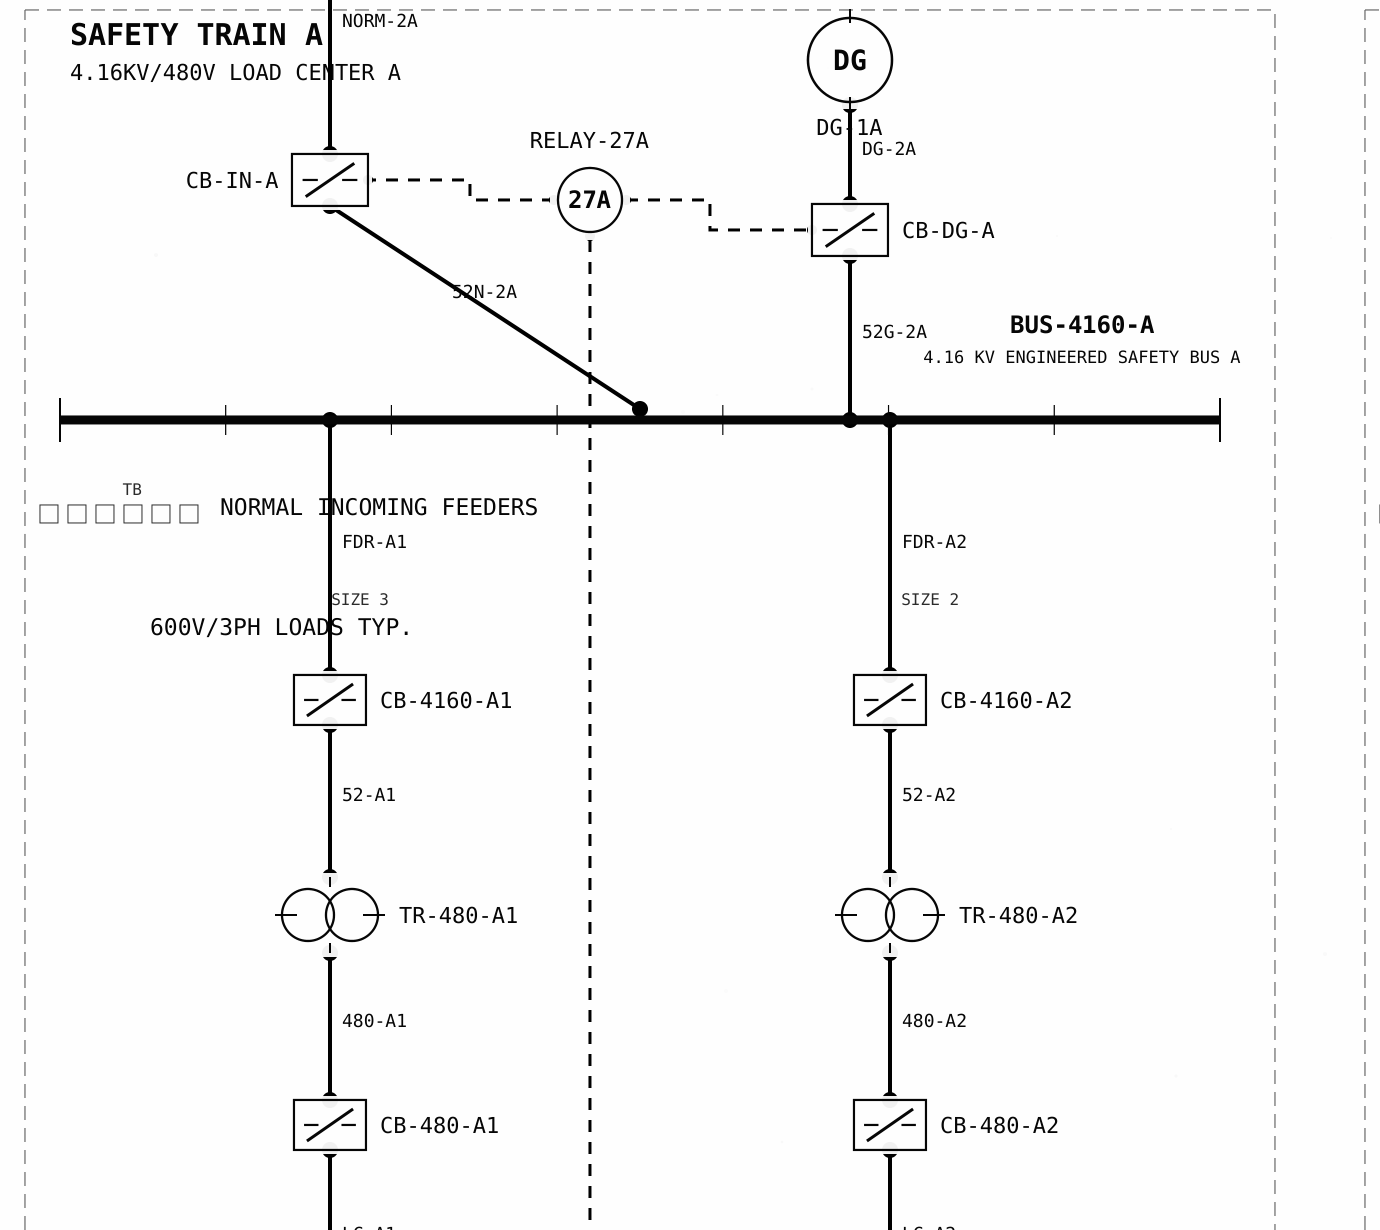 NORM-2A
SAFETY TRAIN A
4.16KV/480V LOAD CENTER A
DG
DG-1A
RELAY-27A
DG-2A
CB-IN-A
27A
CB-DG-A
52N-2A
BUS-4160-A
52G-2A
4.16 KV ENGINEERED SAFETY BUS A
TB
NORMAL INCOMING FEEDERS
FDR-A1
FDR-A2
SIZE 3
SIZE 2
600V/3PH LOADS TYP.
CB-4160-A1
CB-4160-A2
52-A1
52-A2
TR-480-A1
TR-480-A2
480-A1
480-A2
CB-480-A1
CB-480-A2